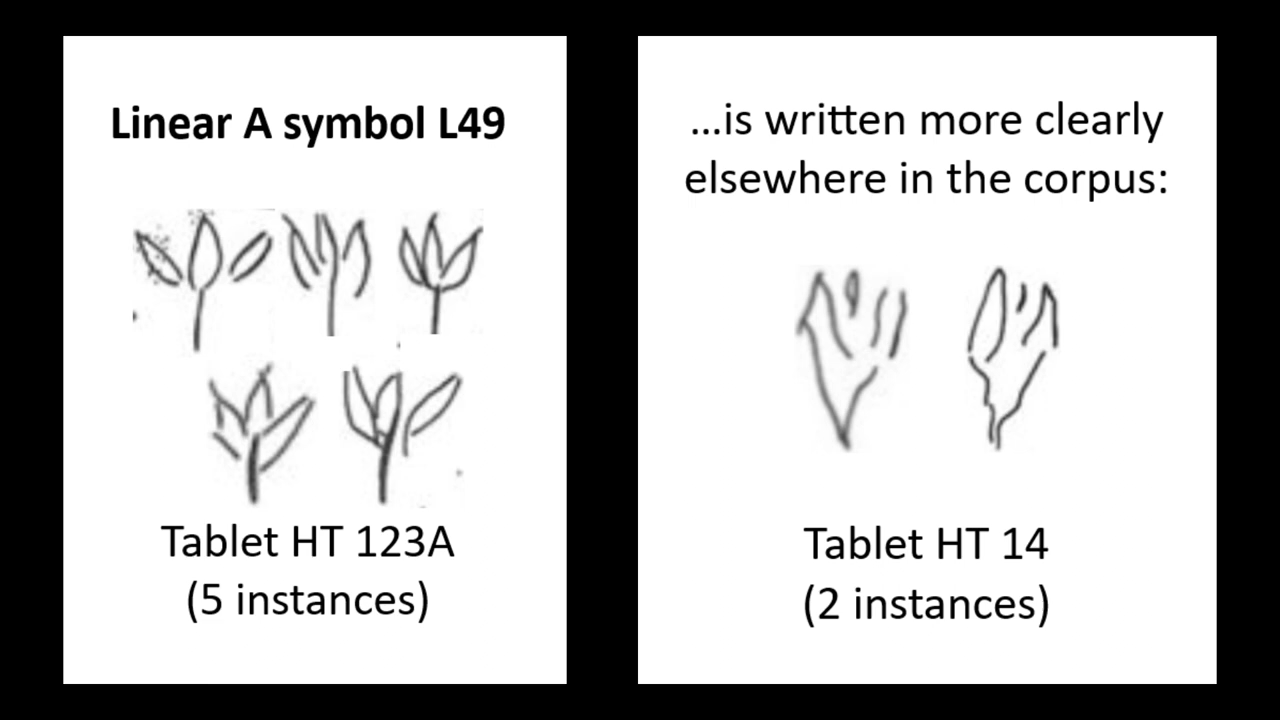 Linear A symbol L49
...is written more clearly
elsewhere in the corpus:
Tablet HT 123A
(5 instances)
Tablet HT 14
(2 instances)